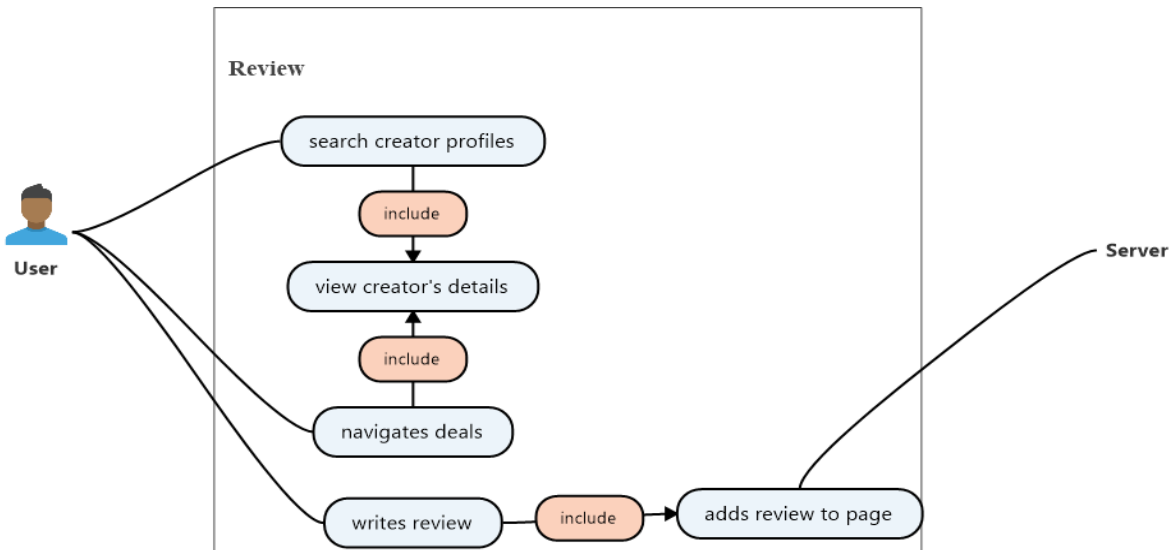 Review
search creator profiles
include
User
view creator's details
Server
include
navigates deals
writes review
include
adds review to page